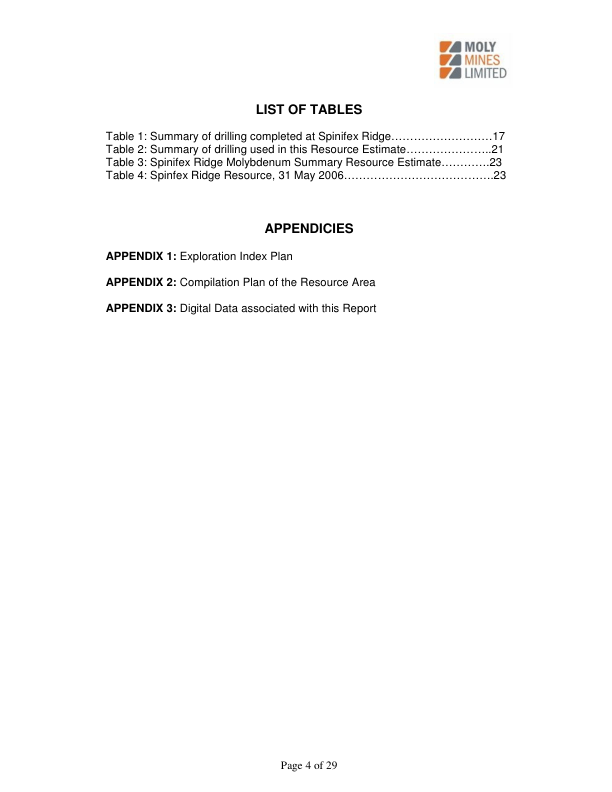 MOLY
MINES
LIMITED
LIST OF TABLES
Table 1: Summary of drilling completed at Spinifex Ridge………………………17
Table 2: Summary of drilling used in this Resource Estimate…………………..21
Table 3: Spinifex Ridge Molybdenum Summary Resource Estimate………….23
Table 4: Spinfex Ridge Resource, 31 May 2006………………………………….23
APPENDICIES
APPENDIX 1: Exploration Index Plan
APPENDIX 2: Compilation Plan of the Resource Area
APPENDIX 3: Digital Data associated with this Report
Page 4 of 29